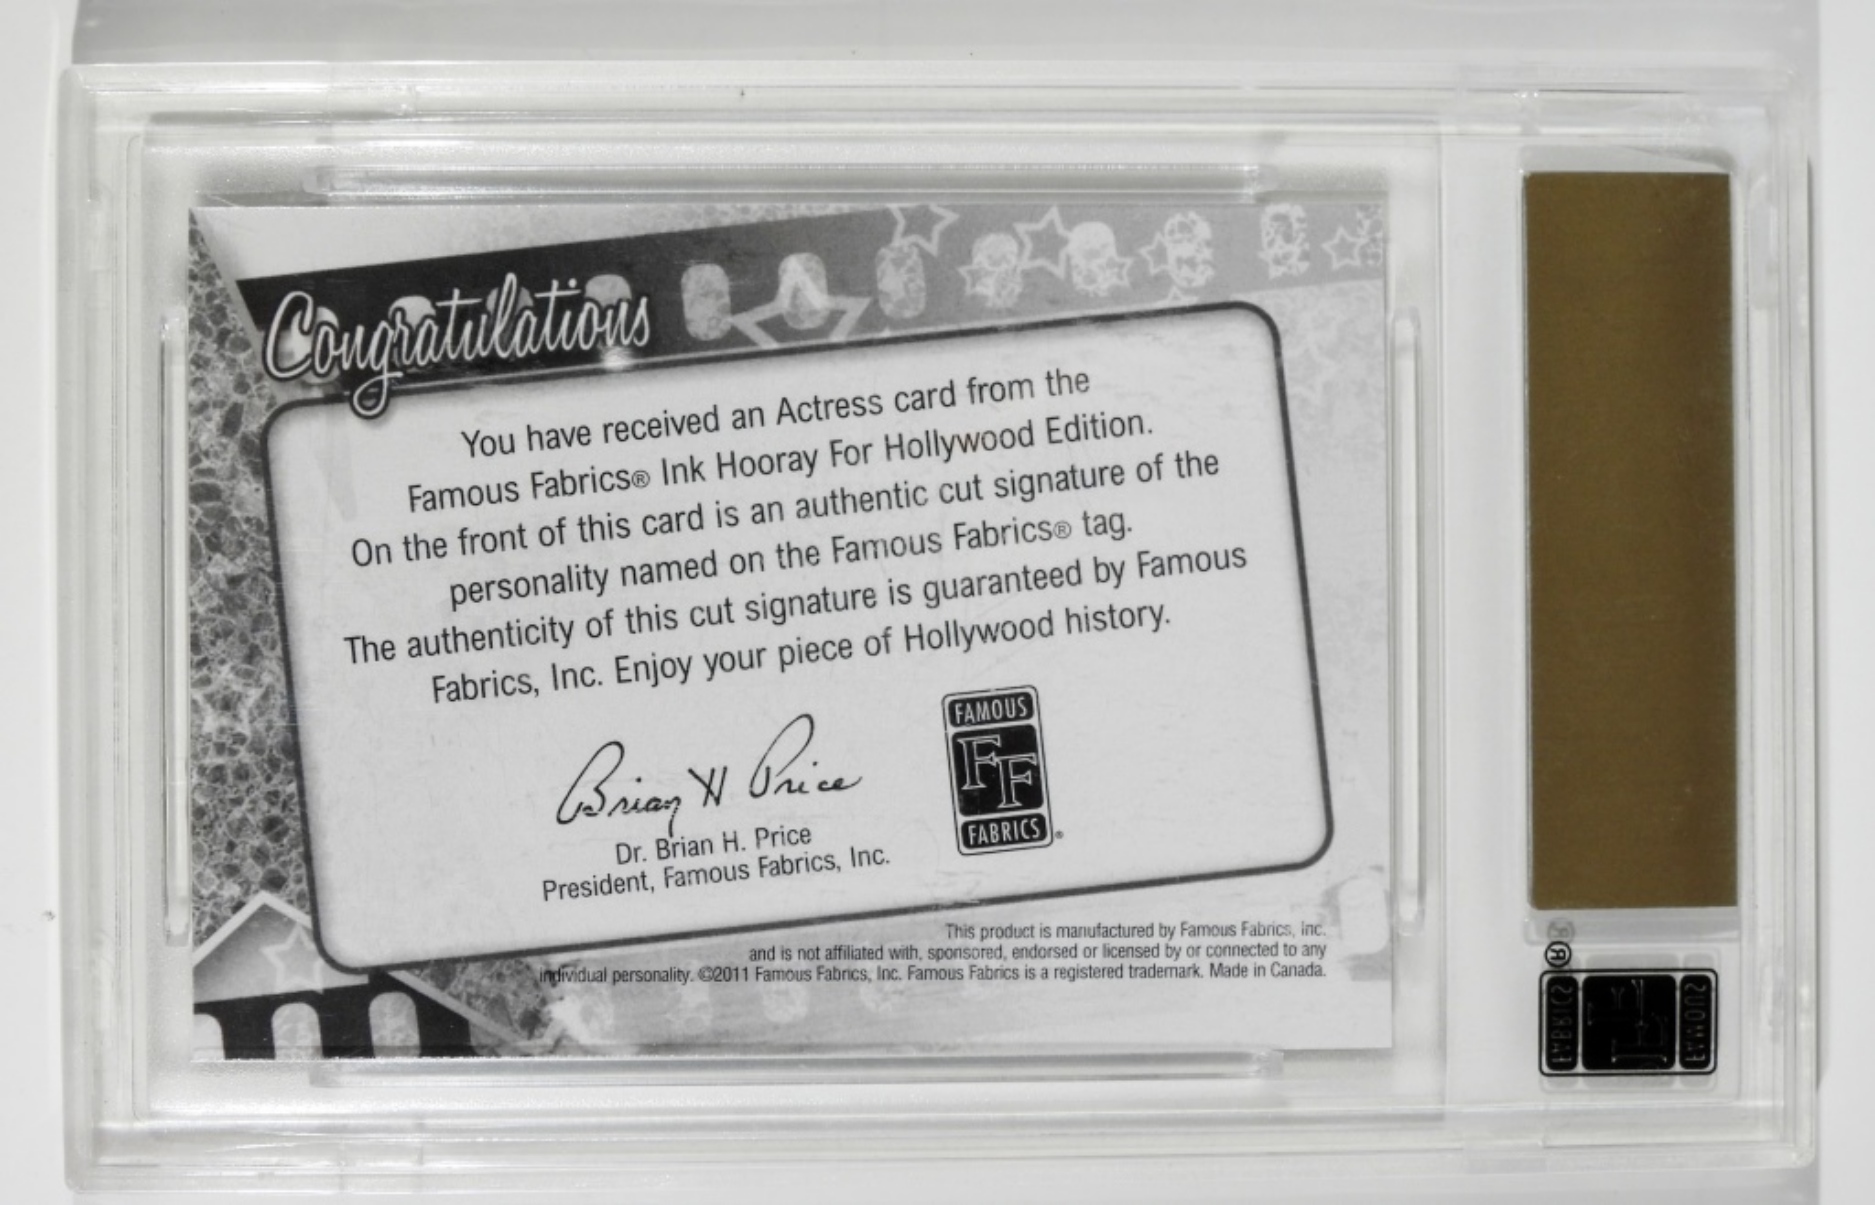 Congratulations
You have received an Actress card from the
Famous Fabrics® Ink Hooray For Hollywood Edition.
On the front of this card is an authentic cut signature of the
personality named on the Famous Fabrics® tag.
The authenticity of this cut signature is guaranteed by Famous
Fabrics, Inc. Enjoy your piece of Hollywood history.
Brian H Price
Dr. Brian H. Price
President, Famous Fabrics, Inc.
FAMOUS
FF
FABRICS®
This product is manufactured by Famous Fabrics, Inc.
and is not affiliated with, sponsored, endorsed or licensed by or connected to any
individual personality. ©2011 Famous Fabrics, Inc. Famous Fabrics is a registered trademark. Made in Canada.
FAMOUS
FF
FABRICS
®